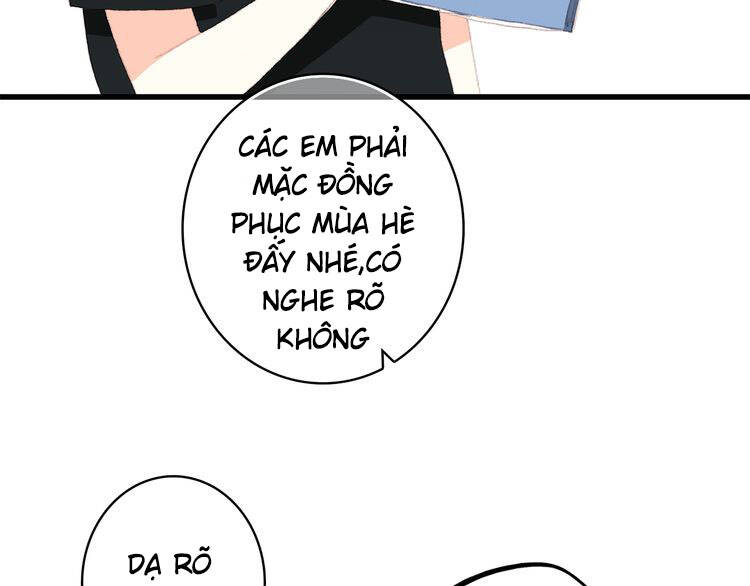 CÁC EM PHẢI
MẶC ĐỒNG
PHỤC MÙA HÈ
ĐẤY NHÉ,CÓ
NGHE RÕ
KHÔNG
DẠ RÕ